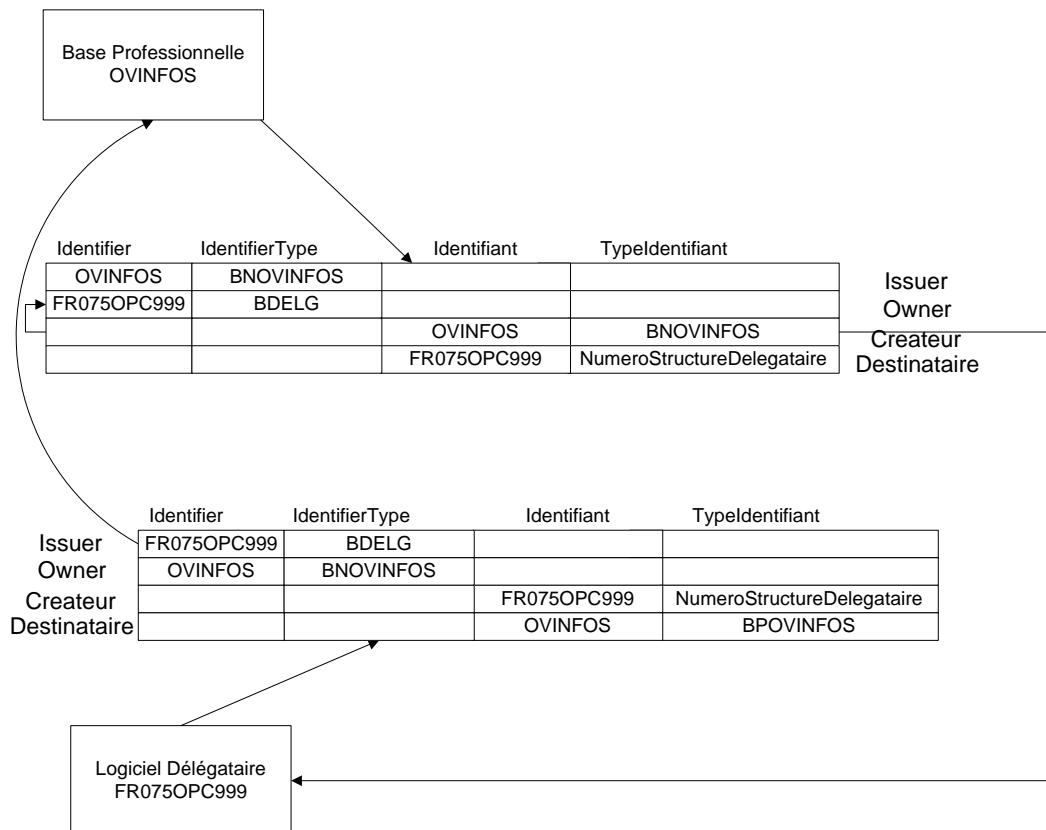 Base Professionnelle
OVINFOS
Identifier IdentifierType Identifiant TypeIdentifiant
OVINFOS BNOVINFOS Issuer
FR075OPC999 BDELG Owner
OVINFOS BNOVINFOS Createur
FR075OPC999 NumeroStructureDelegataire Destinataire
Identifier IdentifierType Identifiant TypeIdentifiant
Issuer FR075OPC999 BDELG
Owner OVINFOS BNOVINFOS
Createur FR075OPC999 NumeroStructureDelegataire
Destinataire OVINFOS BPOVINFOS
Logiciel Délégataire
FR075OPC999